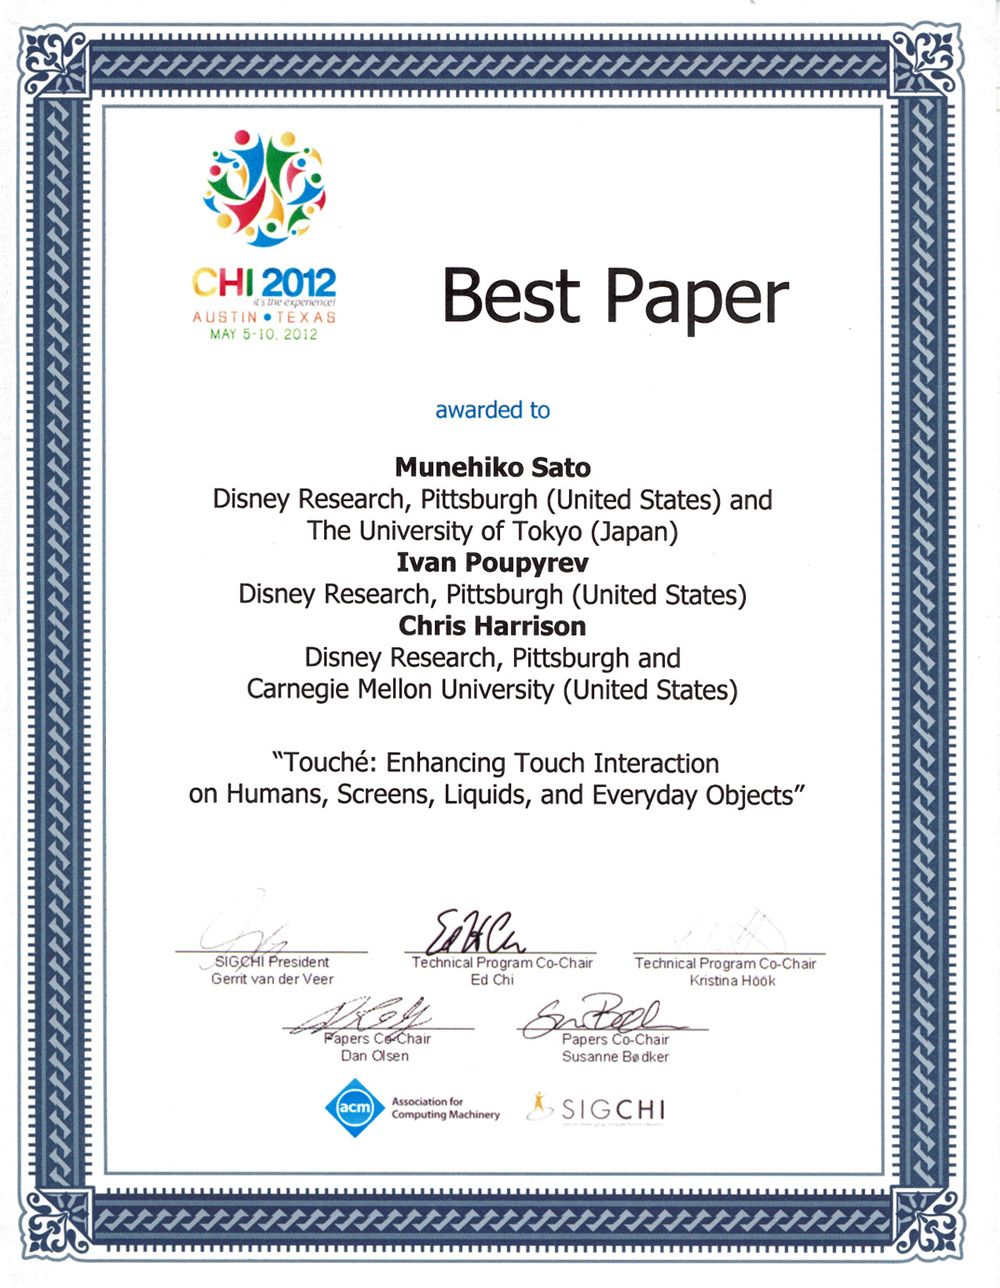 CHI 2012
it's the experience!
AUSTIN • TEXAS
MAY 5-10, 2012
Best Paper
awarded to
Munehiko Sato
Disney Research, Pittsburgh (United States) and
The University of Tokyo (Japan)
Ivan Poupyrev
Disney Research, Pittsburgh (United States)
Chris Harrison
Disney Research, Pittsburgh and
Carnegie Mellon University (United States)
“Touché: Enhancing Touch Interaction
on Humans, Screens, Liquids, and Everyday Objects”
SIGCHI President
Gerrit van der Veer
Technical Program Co-Chair
Ed Chi
Technical Program Co-Chair
Kristina Höök
Papers Co-Chair
Dan Olsen
Papers Co-Chair
Susanne Bødker
acm
Association for
Computing Machinery
SIGCHI